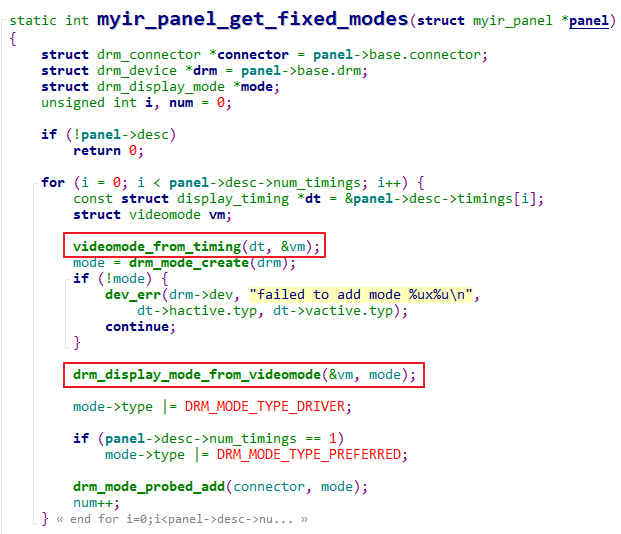 static int myir_panel_get_fixed_modes(struct myir_panel *panel)
{
    struct drm_connector *connector = panel->base.connector;
    struct drm_device *drm = panel->base.drm;
    struct drm_display_mode *mode;
    unsigned int i, num = 0;

    if (!panel->desc)
        return 0;

    for (i = 0; i < panel->desc->num_timings; i++) {
        const struct display_timing *dt = &panel->desc->timings[i];
        struct videomode vm;

        videomode_from_timing(dt, &vm);
        mode = drm_mode_create(drm);
        if (!mode) {
            dev_err(drm->dev, "failed to add mode %ux%u\n",
                dt->hactive.typ, dt->vactive.typ);
            continue;
        }

        drm_display_mode_from_videomode(&vm, mode);

        mode->type |= DRM_MODE_TYPE_DRIVER;

        if (panel->desc->num_timings == 1)
            mode->type |= DRM_MODE_TYPE_PREFERRED;

        drm_mode_probed_add(connector, mode);
        num++;
    } « end for i=0;i<panel->desc->nu... »